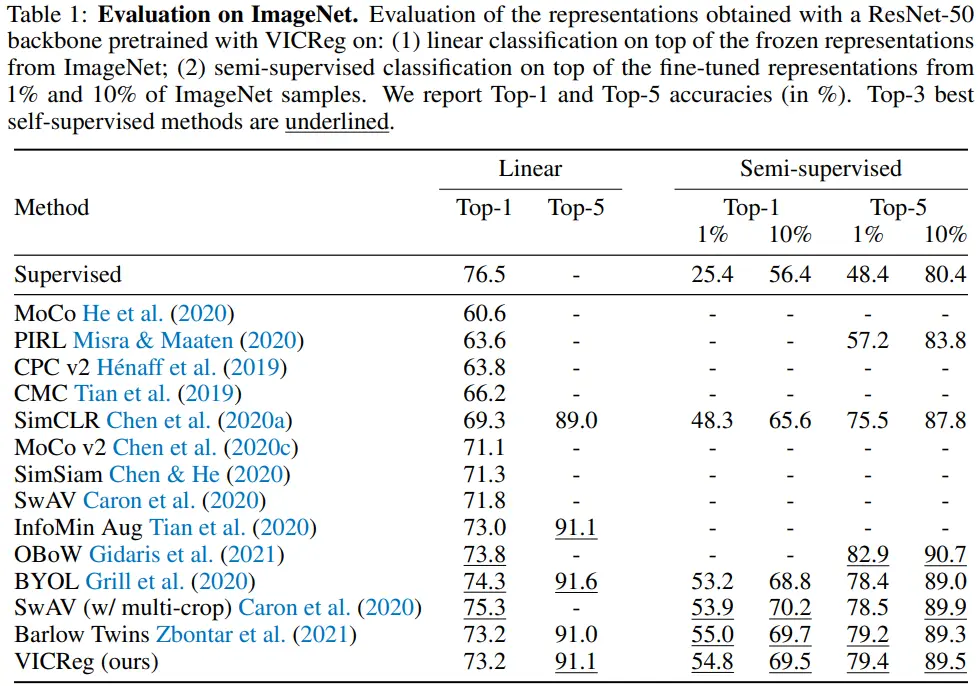 Table 1: Evaluation on ImageNet. Evaluation of the representations obtained with a ResNet-50
backbone pretrained with VICReg on: (1) linear classification on top of the frozen representations
from ImageNet; (2) semi-supervised classification on top of the fine-tuned representations from
1% and 10% of ImageNet samples. We report Top-1 and Top-5 accuracies (in %). Top-3 best
self-supervised methods are underlined.
Linear Semi-supervised
Method Top-1 Top-5 Top-1 Top-5
1% 10% 1% 10%
Supervised 76.5 - 25.4 56.4 48.4 80.4
MoCo He et al. (2020) 60.6 - - - - -
PIRL Misra & Maaten (2020) 63.6 - - - 57.2 83.8
CPC v2 Hénaff et al. (2019) 63.8 - - - - -
CMC Tian et al. (2019) 66.2 - - - - -
SimCLR Chen et al. (2020a) 69.3 89.0 48.3 65.6 75.5 87.8
MoCo v2 Chen et al. (2020c) 71.1 - - - - -
SimSiam Chen & He (2020) 71.3 - - - - -
SwAV Caron et al. (2020) 71.8 - - - - -
InfoMin Aug Tian et al. (2020) 73.0 91.1 - - - -
OBoW Gidaris et al. (2021) 73.8 - - - 82.9 90.7
BYOL Grill et al. (2020) 74.3 91.6 53.2 68.8 78.4 89.0
SwAV (w/ multi-crop) Caron et al. (2020) 75.3 - 53.9 70.2 78.5 89.9
Barlow Twins Zbontar et al. (2021) 73.2 91.0 55.0 69.7 79.2 89.3
VICReg (ours) 73.2 91.1 54.8 69.5 79.4 89.5